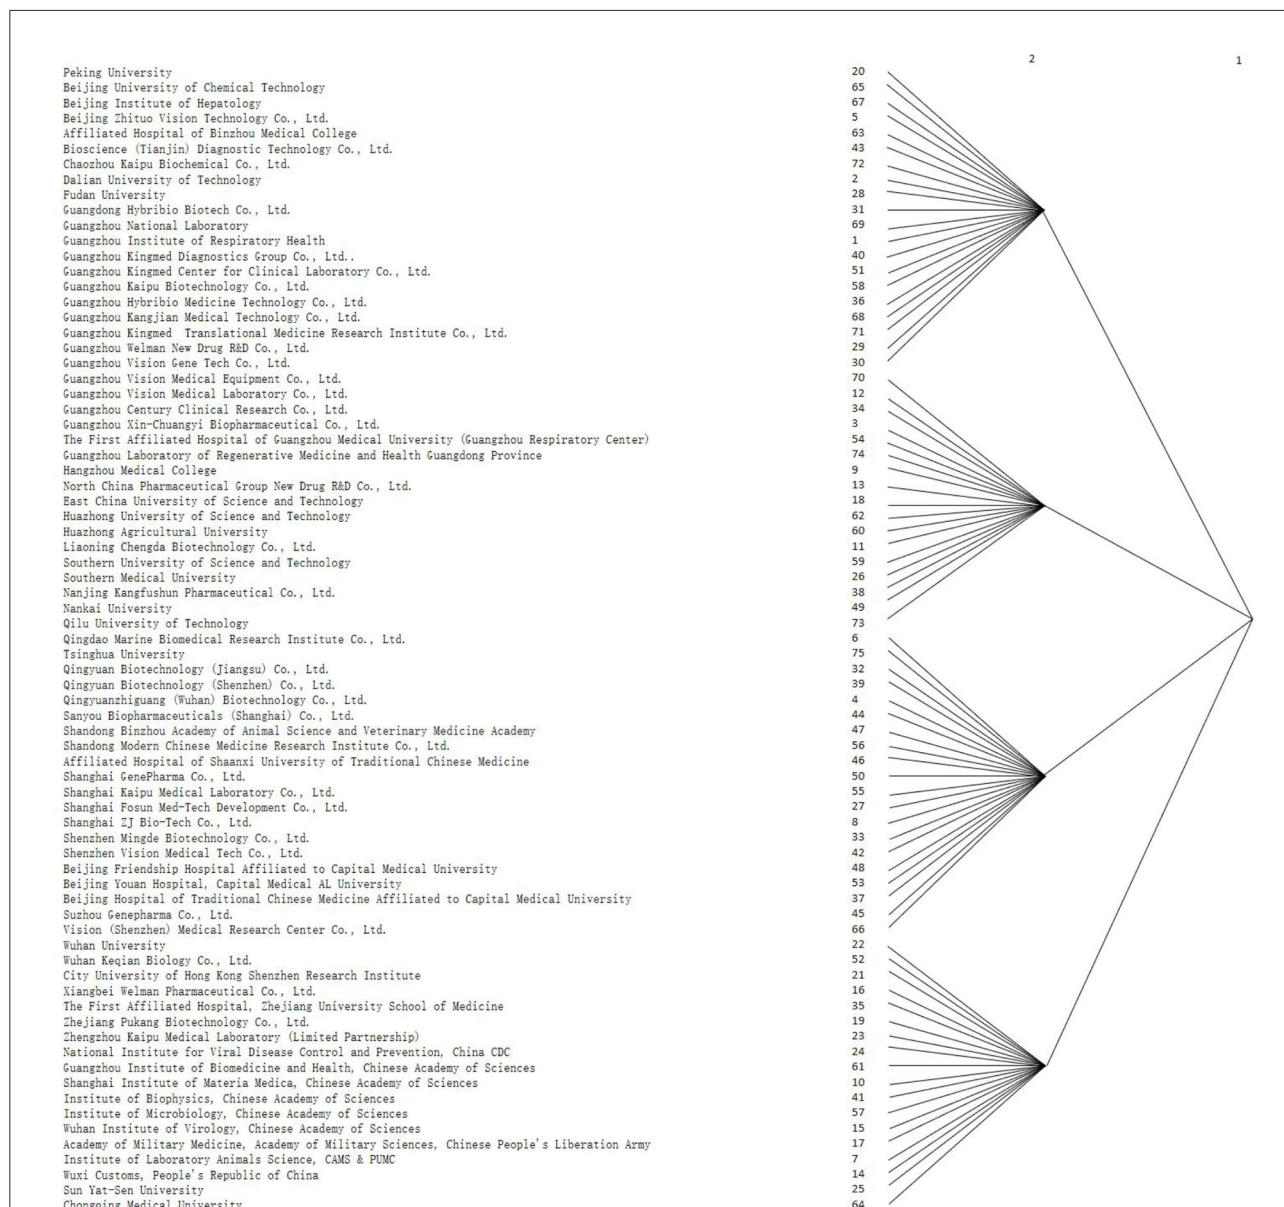 2 1
Peking University 20
Beijing University of Chemical Technology 65
Beijing Institute of Hepatology 67
Beijing Zhituo Vision Technology Co., Ltd. 5
Affiliated Hospital of Binzhou Medical College 63
Bioscience (Tianjin) Diagnostic Technology Co., Ltd. 43
Chaozhou Kaipu Biochemical Co., Ltd. 72
Dalian University of Technology 2
Fudan University 28
Guangdong Hybribio Biotech Co., Ltd. 31
Guangzhou National Laboratory 69
Guangzhou Institute of Respiratory Health 1
Guangzhou Kingmed Diagnostics Group Co., Ltd.. 40
Guangzhou Kingmed Center for Clinical Laboratory Co., Ltd. 51
Guangzhou Kaipu Biotechnology Co., Ltd. 58
Guangzhou Hybribio Medicine Technology Co., Ltd. 36
Guangzhou Kangjian Medical Technology Co., Ltd. 68
Guangzhou Kingmed Translational Medicine Research Institute Co., Ltd. 71
Guangzhou Welman New Drug R&D Co., Ltd. 29
Guangzhou Vision Gene Tech Co., Ltd. 30
Guangzhou Vision Medical Equipment Co., Ltd. 70
Guangzhou Vision Medical Laboratory Co., Ltd. 12
Guangzhou Century Clinical Research Co., Ltd. 34
Guangzhou Xin-Chuangyi Biopharmaceutical Co., Ltd. 3
The First Affiliated Hospital of Guangzhou Medical University (Guangzhou Respiratory Center) 54
Guangzhou Laboratory of Regenerative Medicine and Health Guangdong Province 74
Hangzhou Medical College 9
North China Pharmaceutical Group New Drug R&D Co., Ltd. 13
East China University of Science and Technology 18
Huazhong University of Science and Technology 62
Huazhong Agricultural University 60
Liaoning Chengda Biotechnology Co., Ltd. 11
Southern University of Science and Technology 59
Southern Medical University 26
Nanjing Kangfushun Pharmaceutical Co., Ltd. 38
Nankai University 49
Qilu University of Technology 73
Qingdao Marine Biomedical Research Institute Co., Ltd. 6
Tsinghua University 75
Qingyuan Biotechnology (Jiangsu) Co., Ltd. 32
Qingyuan Biotechnology (Shenzhen) Co., Ltd. 39
Qingyuanzhiguang (Wuhan) Biotechnology Co., Ltd. 4
Sanyou Biopharmaceuticals (Shanghai) Co., Ltd. 44
Shandong Binzhou Academy of Animal Science and Veterinary Medicine Academy 47
Shandong Modern Chinese Medicine Research Institute Co., Ltd. 56
Affiliated Hospital of Shaanxi University of Traditional Chinese Medicine 46
Shanghai GenePharma Co., Ltd. 50
Shanghai Kaipu Medical Laboratory Co., Ltd. 55
Shanghai Fosun Med-Tech Development Co., Ltd. 27
Shanghai ZJ Bio-Tech Co., Ltd. 8
Shenzhen Mingde Biotechnology Co., Ltd. 33
Shenzhen Vision Medical Tech Co., Ltd. 42
Beijing Friendship Hospital Affiliated to Capital Medical University 48
Beijing Youan Hospital, Capital Medical AL University 53
Beijing Hospital of Traditional Chinese Medicine Affiliated to Capital Medical University 37
Suzhou Genepharma Co., Ltd. 45
Vision (Shenzhen) Medical Research Center Co., Ltd. 66
Wuhan University 22
Wuhan Keqian Biology Co., Ltd. 52
City University of Hong Kong Shenzhen Research Institute 21
Xiangbei Welman Pharmaceutical Co., Ltd. 16
The First Affiliated Hospital, Zhejiang University School of Medicine 35
Zhejiang Pukang Biotechnology Co., Ltd. 19
Zhengzhou Kaipu Medical Laboratory (Limited Partnership) 23
National Institute for Viral Disease Control and Prevention, China CDC 24
Guangzhou Institute of Biomedicine and Health, Chinese Academy of Sciences 61
Shanghai Institute of Materia Medica, Chinese Academy of Sciences 10
Institute of Biophysics, Chinese Academy of Sciences 41
Institute of Microbiology, Chinese Academy of Sciences 57
Wuhan Institute of Virology, Chinese Academy of Sciences 15
Academy of Military Medicine, Academy of Military Sciences, Chinese People's Liberation Army 17
Institute of Laboratory Animals Science, CAMS & PUMC 7
Wuxi Customs, People's Republic of China 14
Sun Yat-Sen University 25
Chongqing Medical University 64